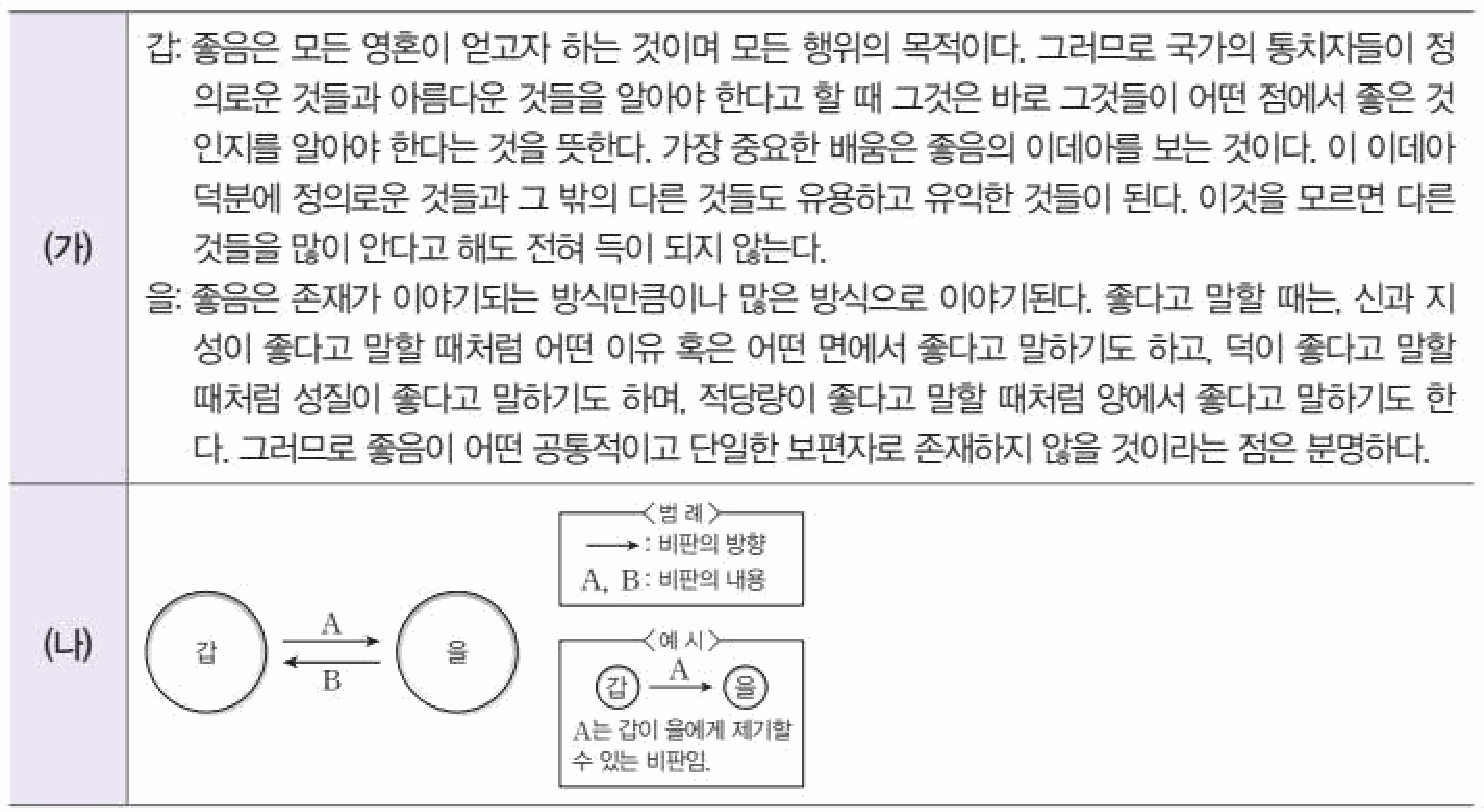 (가)
갑: 좋음은 모든 영혼이 얻고자 하는 것이며 모든 행위의 목적이다. 그러므로 국가의 통치자들이 정
의로운 것들과 아름다운 것들을 알아야 한다고 할 때 그것은 바로 그것들이 어떤 점에서 좋은 것
인지를 알아야 한다는 것을 뜻한다. 가장 중요한 배움은 좋음의 이데아를 보는 것이다. 이 이데아
덕분에 정의로운 것들과 그 밖의 다른 것들도 유용하고 유익한 것들이 된다. 이것을 모르면 다른
것들을 많이 안다고 해도 전혀 득이 되지 않는다.
을: 좋음은 존재가 이야기되는 방식만큼이나 많은 방식으로 이야기된다. 좋다고 말할 때는, 신과 지
성이 좋다고 말할 때처럼 어떤 이유 혹은 어떤 면에서 좋다고 말하기도 하고, 덕이 좋다고 말할
때처럼 성질이 좋다고 말하기도 하며, 적당량이 좋다고 말할 때처럼 양에서 좋다고 말하기도 한
다. 그러므로 좋음이 어떤 공통적이고 단일한 보편자로 존재하지 않을 것이라는 점은 분명하다.
(나)
갑
A
B
을
〈범 례〉
→ : 비판의 방향
A, B : 비판의 내용
〈예 시〉
갑 A 을
A는 갑이 을에게 제기할
수 있는 비판임.